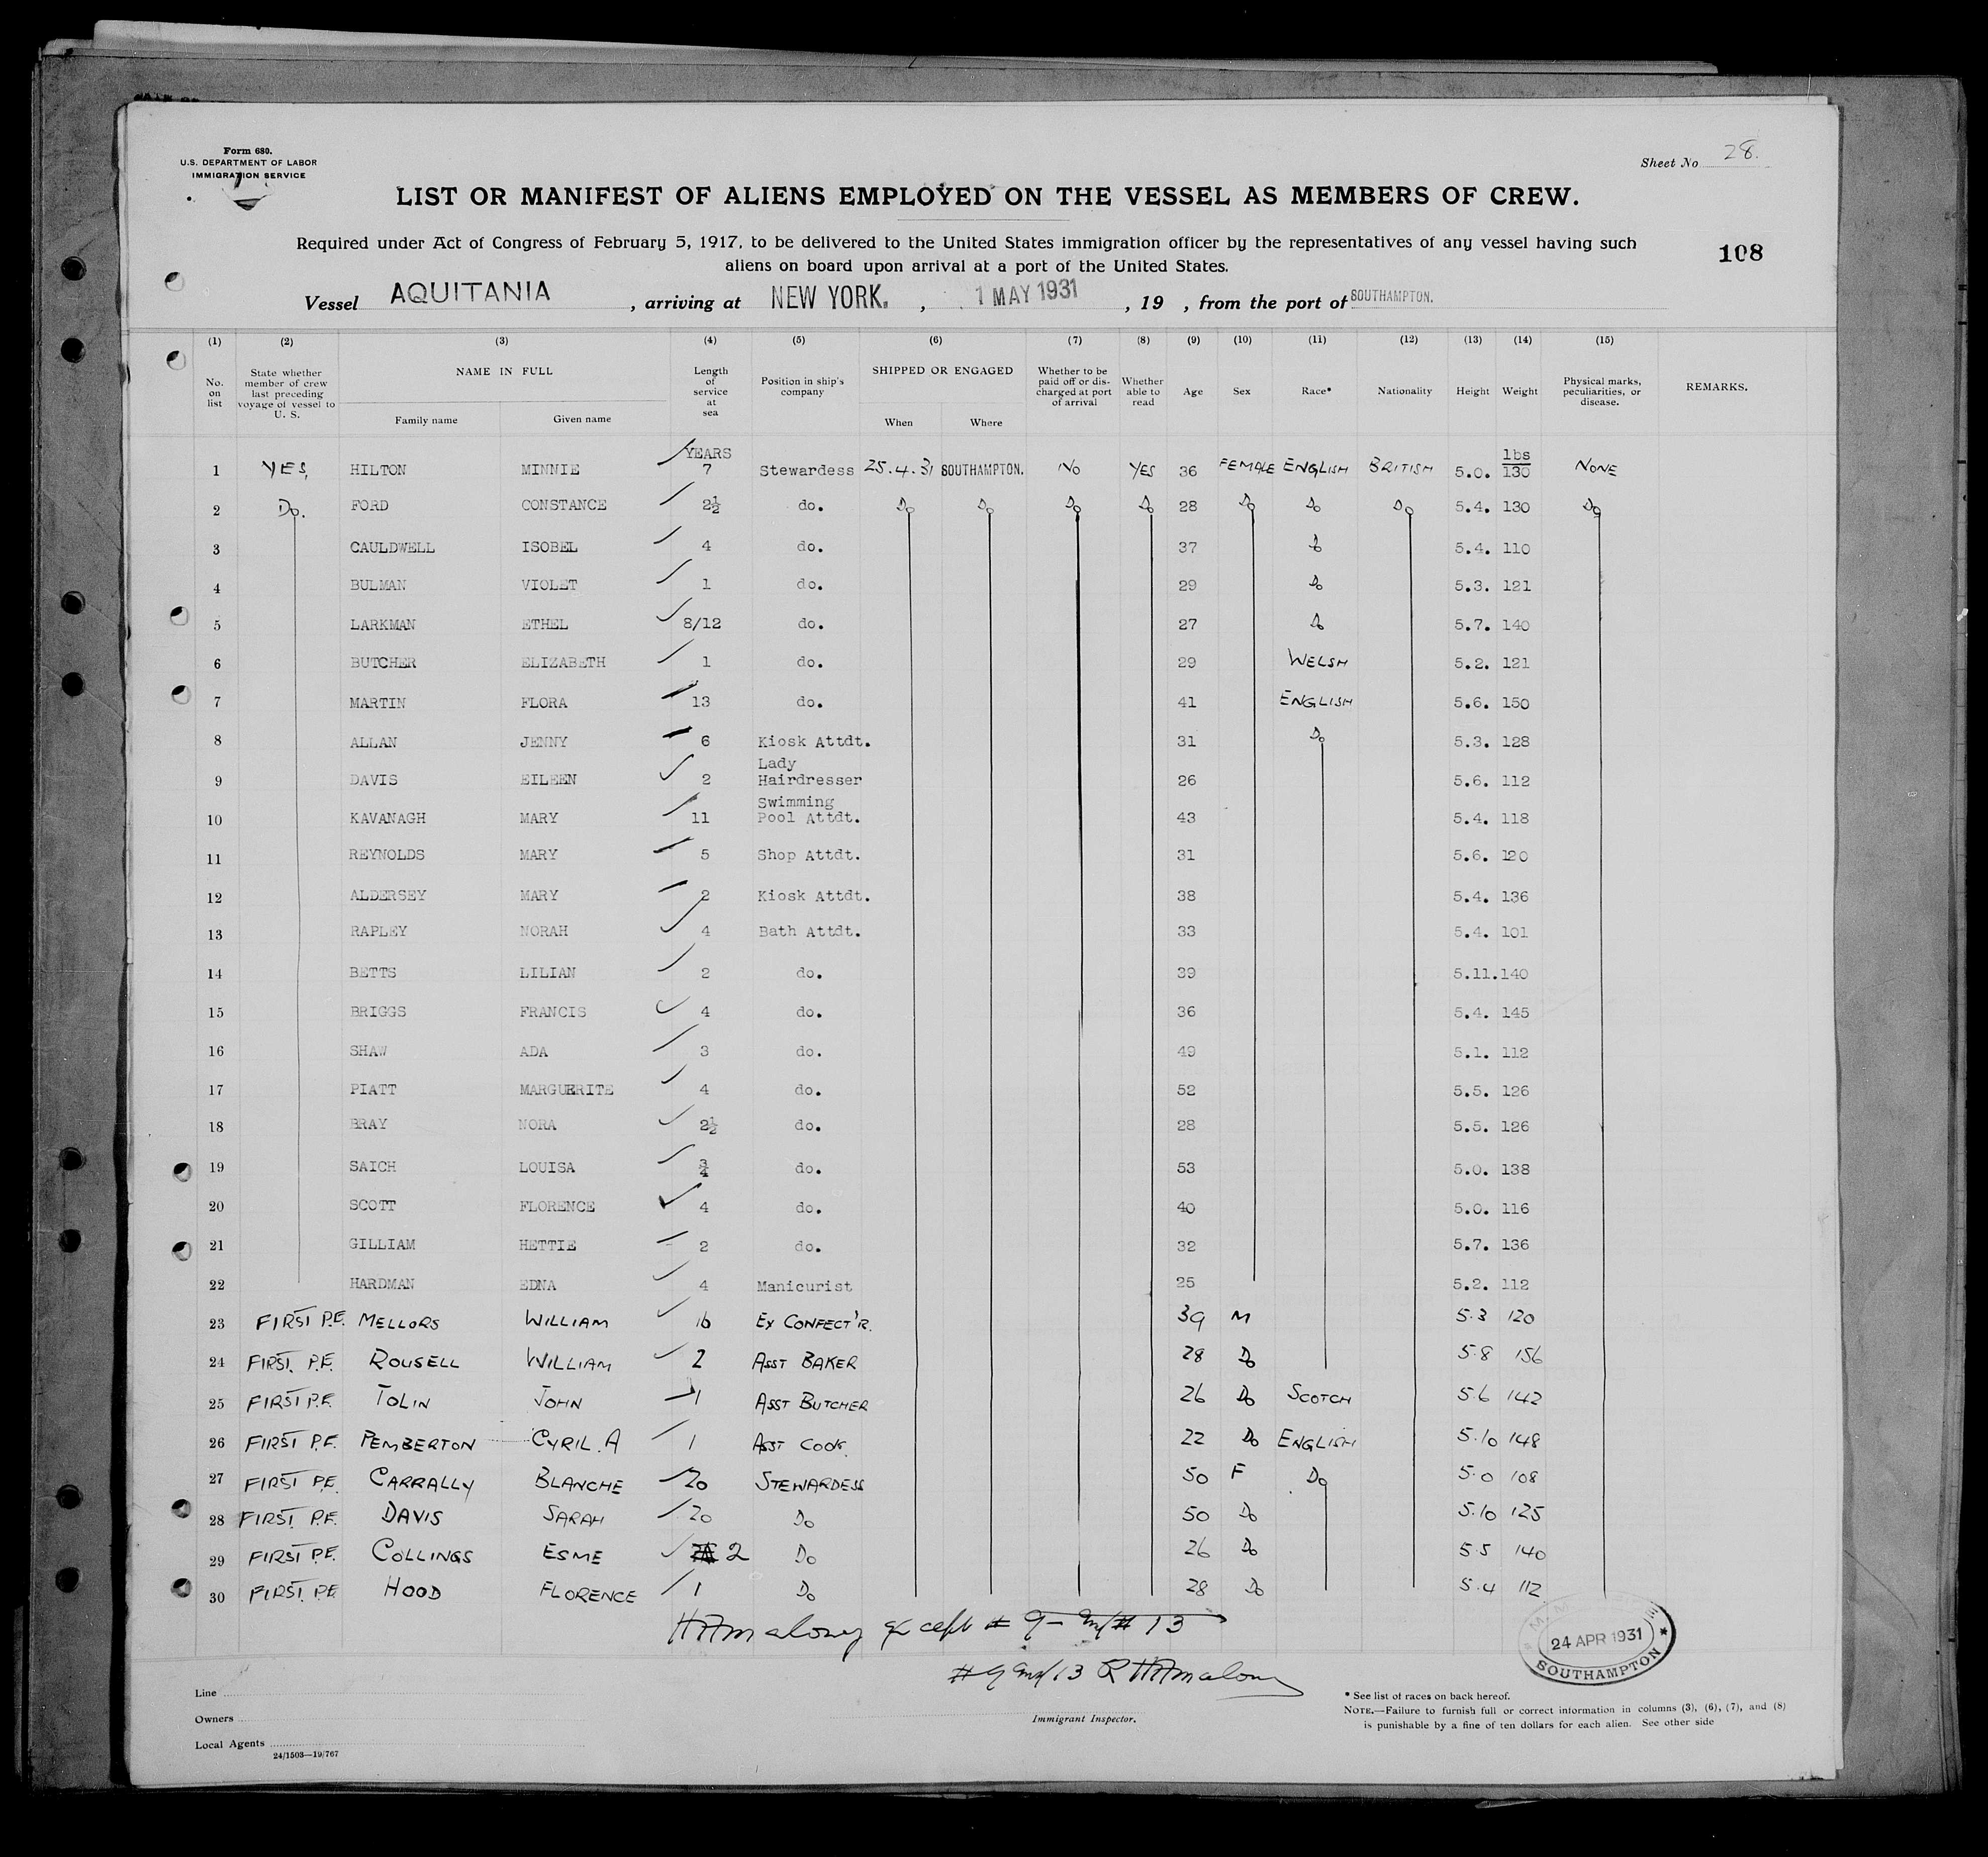 Form 680.
U.S. DEPARTMENT OF LABOR
IMMIGRATION SERVICE
Sheet No 28.
LIST OR MANIFEST OF ALIENS EMPLOYED ON THE VESSEL AS MEMBERS OF CREW.
Required under Act of Congress of February 5, 1917, to be delivered to the United States immigration officer by the representatives of any vessel having such
aliens on board upon arrival at a port of the United States.
108
Vessel AQUITANIA, arriving at NEW YORK., 1 MAY 1931, 19 , from the port of SOUTHAMPTON.
(1) (2) (3) (4) (5) (6) (7) (8) (9) (10) (11) (12) (13) (14) (15)
No. on list State whether member of crew last preceding voyage of vessel to U. S. NAME IN FULL Family name Given name Length of service at sea Position in ship's company SHIPPED OR ENGAGED When Where Whether to be paid off or discharged at port of arrival Whether able to read Age Sex Race* Nationality Height Weight Physical marks, peculiarities, or disease. REMARKS.
YEARS lbs
1 YES, HILTON MINNIE 7 Stewardess 25.4.31 SOUTHAMPTON. NO YES 36 FEMALE ENGLISH BRITISH 5.0. 130 NONE
2 Do. FORD CONSTANCE 2½ do. Do Do Do Do 28 Do Do Do 5.4. 130 Do
3 CAULDWELL ISOBEL 4 do. 37 Do 5.4. 110
4 BULMAN VIOLET 1 do. 29 Do 5.3. 121
5 LARKMAN ETHEL 8/12 do. 27 Do 5.7. 140
6 BUTCHER ELIZABETH 1 do. 29 WELSH 5.2. 121
7 MARTIN FLORA 13 do. 41 ENGLISH 5.6. 150
8 ALLAN JENNY 6 Kiosk Attdt. 31 Do 5.3. 128
9 DAVIS EILEEN 2 Lady Hairdresser 26 5.6. 112
10 KAVANAGH MARY 11 Swimming Pool Attdt. 43 5.4. 118
11 REYNOLDS MARY 5 Shop Attdt. 31 5.6. 120
12 ALDERSEY MARY 2 Kiosk Attdt. 38 5.4. 136
13 RAPLEY NORAH 4 Bath Attdt. 33 5.4. 101
14 BETTS LILIAN 2 do. 39 5.11. 140
15 BRIGGS FRANCIS 4 do. 36 5.4. 145
16 SHAW ADA 3 do. 49 5.1. 112
17 PIATT MARGUERITE 4 do. 52 5.5. 126
18 BRAY NORA 2½ do. 28 5.5. 126
19 SAICH LOUISA ¾ do. 53 5.0. 138
20 SCOTT FLORENCE 4 do. 40 5.0. 116
21 GILLIAM HETTIE 2 do. 32 5.7. 136
22 HARDMAN EDNA 4 Manicurist 25 5.2. 112
23 FIRST P.E. MELLORS WILLIAM 16 EX CONFECT'R. 39 M 5.3 120
24 FIRST. P.E. ROUSELL WILLIAM 2 ASST BAKER 28 Do 5.8 156
25 FIRST P.E. TOLIN JOHN 1 ASST BUTCHER 26 Do SCOTCH 5.6 142
26 FIRST P.E. PEMBERTON CYRIL. A 1 ASST COOK. 22 Do ENGLISH 5.10 148
27 FIRST P.E. CARRALLY BLANCHE 20 STEWARDESS 50 F Do 5.0 108
28 FIRST. P.E. DAVIS SARAH 20 Do 50 Do 5.10 125
29 FIRST P.E. COLLINGS ESME 2 Do 26 Do 5.5 140
30 FIRST. P.E. HOOD FLORENCE 1 Do 28 Do 5.4 112
HAMaloney except # 9 - and # 13
#9 and 13 R HAMaloney
24 APR 1931
SOUTHAMPTON
Line
Owners
Local Agents
24/1503—19/767
Immigrant Inspector.
* See list of races on back hereof.
NOTE.—Failure to furnish full or correct information in columns (3), (6), (7), and (8)
is punishable by a fine of ten dollars for each alien. See other side